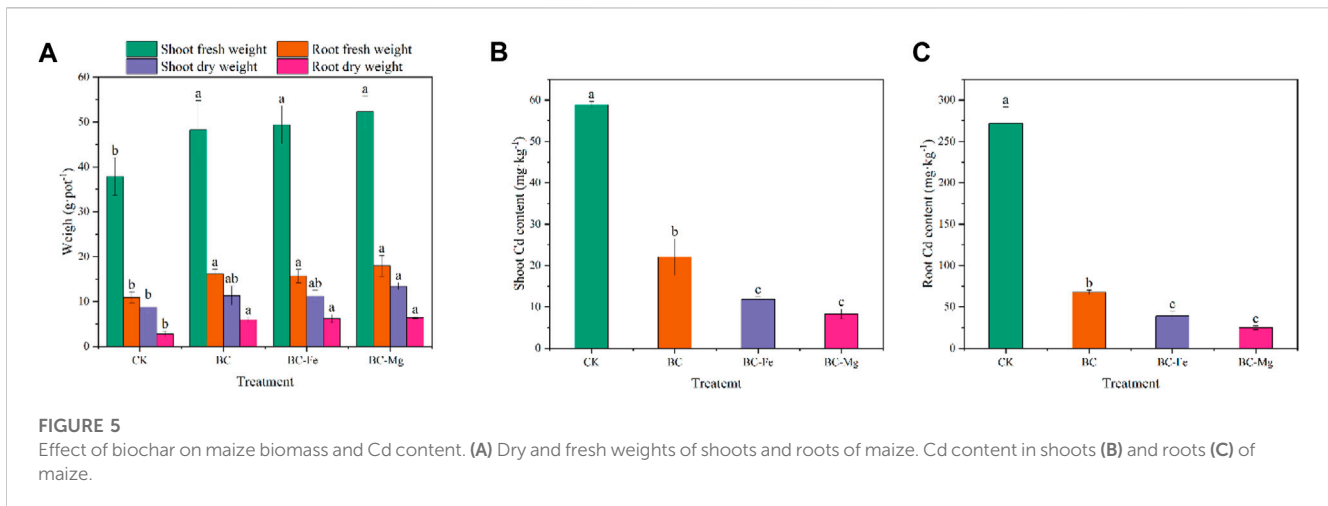 A
Shoot fresh weight
Root fresh weight
Shoot dry weight
Root dry weight
60
50
40
30
20
10
0
Weigh (g·pot-1)
b
b
b
b
a
a
ab
a
a
a
ab
a
a
a
a
a
CK
BC
BC-Fe
BC-Mg
Treatment
B
60
50
40
30
20
10
0
Shoot Cd content (mg·kg-1)
a
b
c
c
CK
BC
BC-Fe
BC-Mg
Treatemt
C
300
250
200
150
100
50
0
Root Cd content (mg·kg-1)
a
b
c
c
CK
BC
BC-Fe
BC-Mg
Treatment
FIGURE 5
Effect of biochar on maize biomass and Cd content. (A) Dry and fresh weights of shoots and roots of maize. Cd content in shoots (B) and roots (C) of
maize.